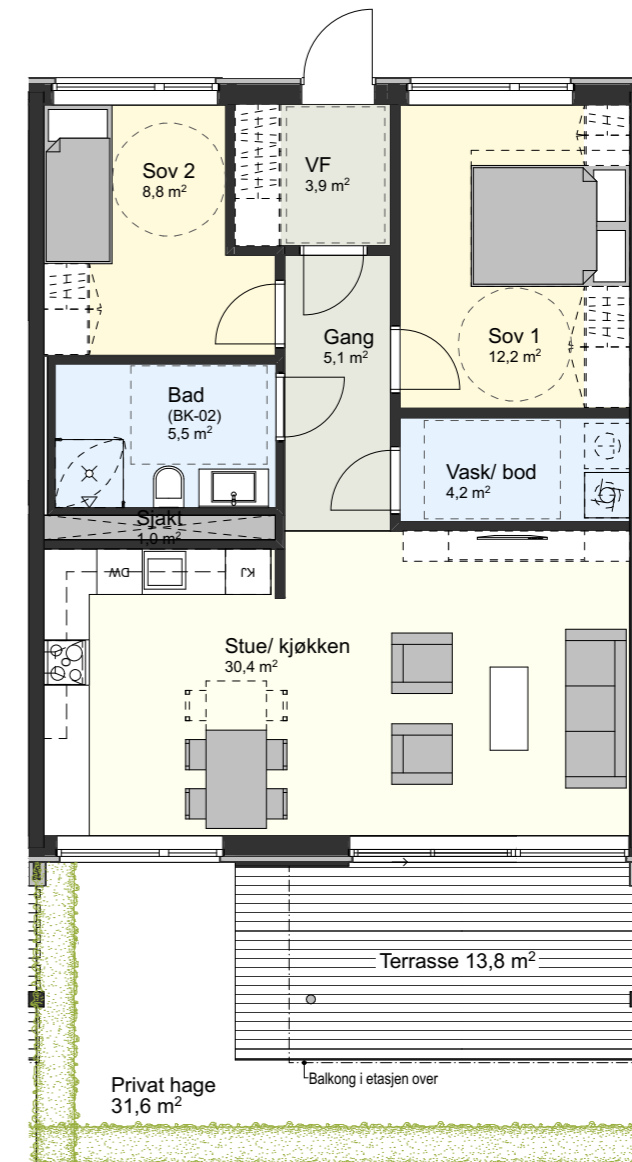 Sov 2
8,8 m²
VF
3,9 m²
Gang
5,1 m²
Sov 1
12,2 m²
Bad
(BK-02)
5,5 m²
Vask/ bod
4,2 m²
Sjakt
1,0 m²
DW
KJ
Stue/ kjøkken
30,4 m²
Terrasse 13,8 m²
Balkong i etasjen over
Privat hage
31,6 m²